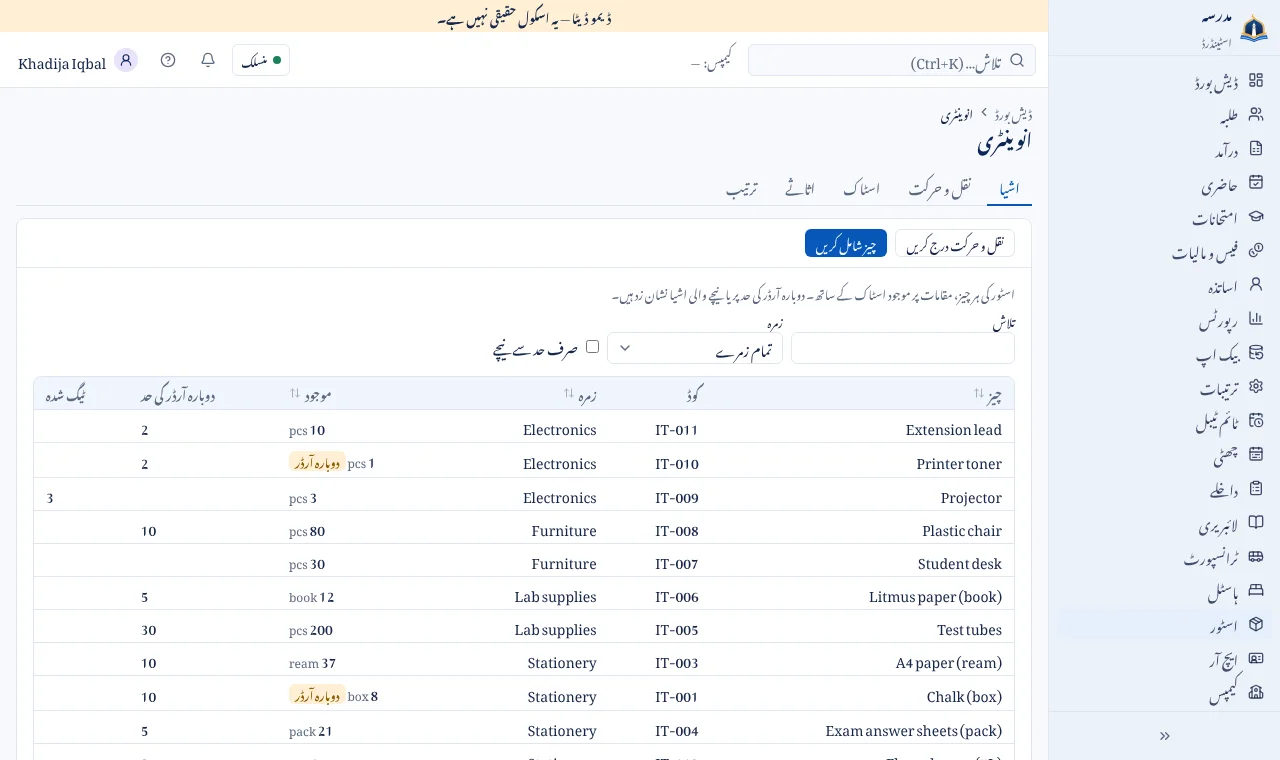 ڈیمو ڈیٹا — یہ اسکول حقیقی نہیں ہے۔
مدرسہ
اسٹینڈرڈ
ڈیش بورڈ
طلبہ
درآمد
حاضری
امتحانات
فیس و مالیات
اساتذہ
رپورٹس
بیک اپ
ترتیبات
ٹائم ٹیبل
چھٹی
داخلے
لائبریری
ٹرانسپورٹ
ہاسٹل
اسٹور
ایچ آر
کیمپس
تلاش... (Ctrl+K)
کیمپس: —
منسلک
Khadija Iqbal
ڈیش بورڈ › انوینٹری
انوینٹری
اشیا نقل و حرکت اسٹاک اثاثے ترتیب
نقل و حرکت درج کریں چیز شامل کریں
اسٹور کی ہر چیز، مقامات پر موجود اسٹاک کے ساتھ۔ دوبارہ آرڈر کی حد پر یا نیچے والی اشیا نشان زد ہیں۔
تلاش زمرہ
تمام زمرے صرف حد سے نیچے
چیز کوڈ زمرہ موجود دوبارہ آرڈر کی حد ٹیگ شدہ
Extension lead IT-011 Electronics 10 pcs 2
Printer toner IT-010 Electronics 1 pcs دوبارہ آرڈر 2
Projector IT-009 Electronics 3 pcs 3
Plastic chair IT-008 Furniture 80 pcs 10
Student desk IT-007 Furniture 30 pcs
Litmus paper (book) IT-006 Lab supplies 12 book 5
Test tubes IT-005 Lab supplies 200 pcs 30
A4 paper (ream) IT-003 Stationery 37 ream 10
Chalk (box) IT-001 Stationery 8 box دوبارہ آرڈر 10
Exam answer sheets (pack) IT-004 Stationery 21 pack 5